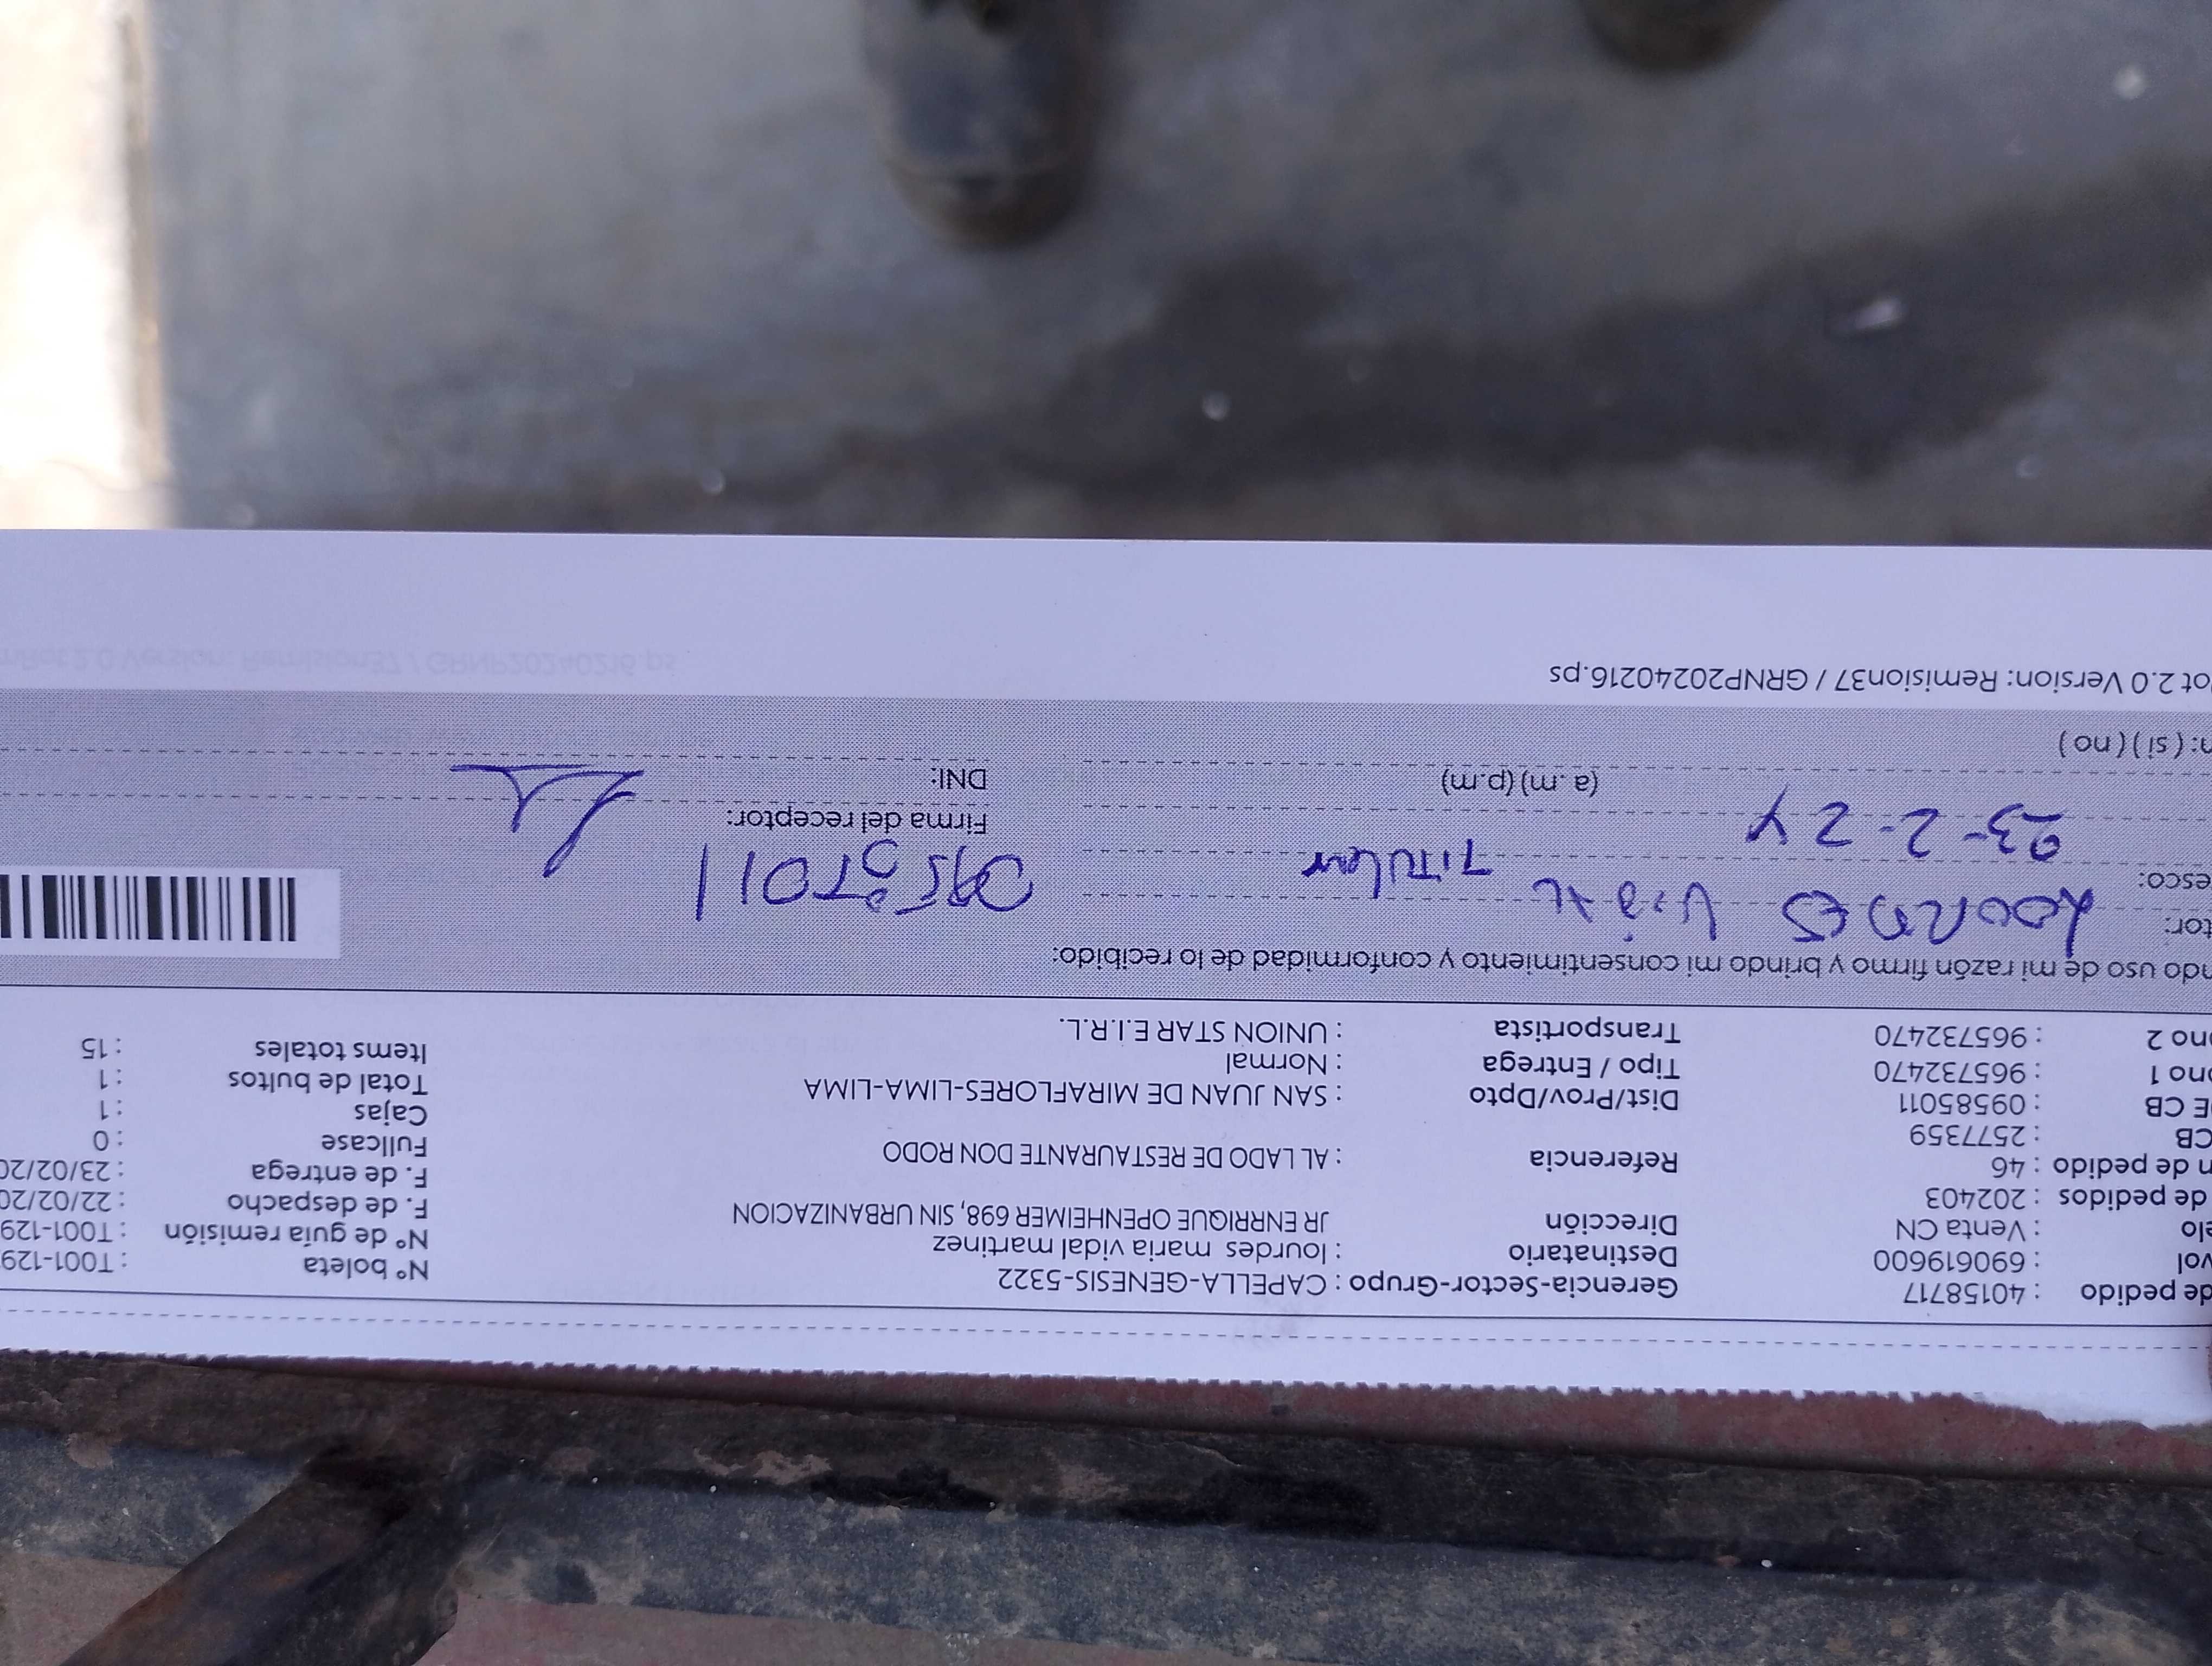 de pedido : 40158717 Gerencia-Sector-Grupo : CAPELLA-GENESIS-5322 N° boleta : T001-129
vol : 690619600 Destinatario : lourdes maria vidal martinez N° de guía remisión : T001-129
elo : Venta CN Dirección JR ENRIQUE OPENHEIMER 698, SIN URBANIZACION F. de despacho : 22/02/20
de pedidos : 202403 F. de entrega : 23/02/20
n de pedido : 46 Referencia : AL LADO DE RESTAURANTE DON RODO Fullcase : 0
CB : 2577359 Cajas : 1
E CB : 09585011 Dist/Prov/Dpto : SAN JUAN DE MIRAFLORES-LIMA-LIMA Total de bultos : 1
ono 1 : 965732470 Tipo / Entrega : Normal Items totales : 15
ono 2 : 965732470 Transportista : UNION STAR E.I.R.L.
ndo uso de mi razón firmo y brindo mi consentimiento y conformidad de lo recibido:
tor: LOURDES Vidal
esco: Titular Firma del receptor:
23-2-24 (a.m) (p.m) DNI:
n: ( si ) ( no )
ot 2.0 Version: Remision37 / GRNP20240216.ps